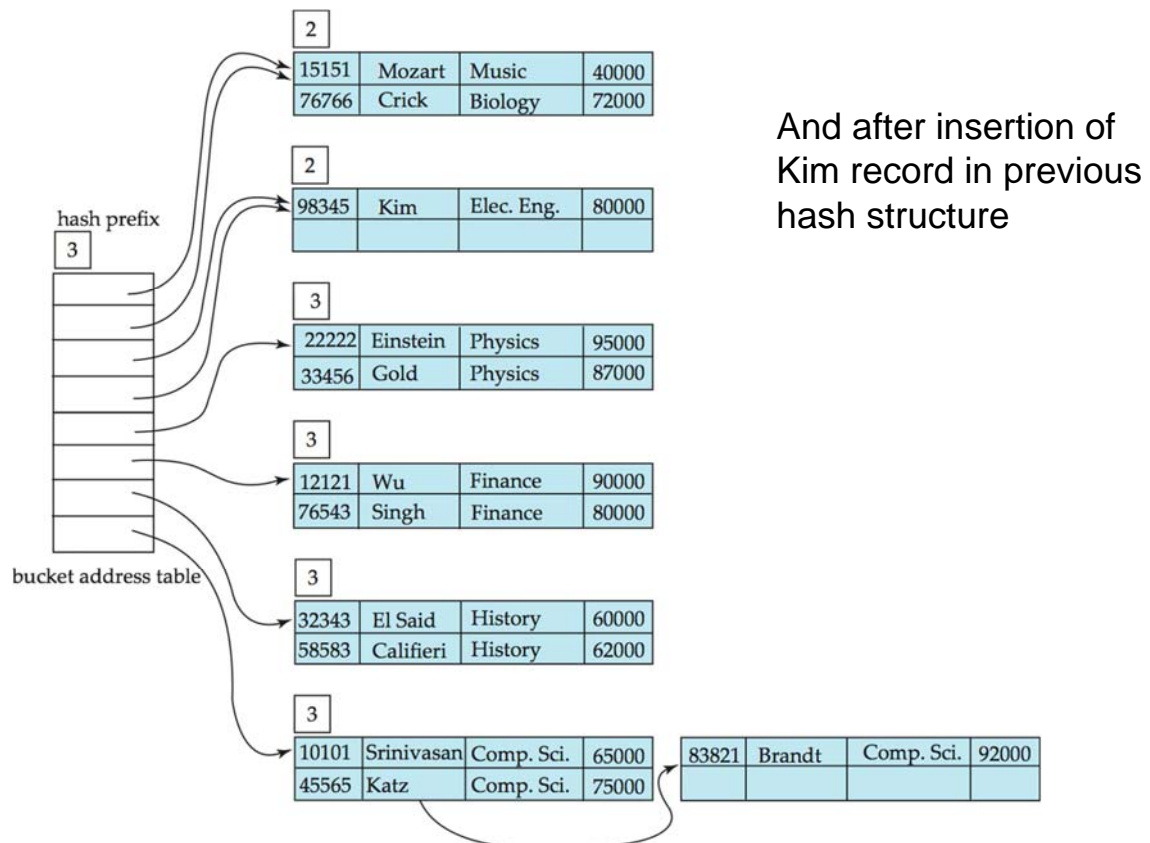 2
15151 Mozart Music 40000
76766 Crick Biology 72000
And after insertion of
Kim record in previous
hash structure
2
98345 Kim Elec. Eng. 80000
hash prefix
3
3
22222 Einstein Physics 95000
33456 Gold Physics 87000
3
12121 Wu Finance 90000
76543 Singh Finance 80000
bucket address table
3
32343 El Said History 60000
58583 Califieri History 62000
3
10101 Srinivasan Comp. Sci. 65000
45565 Katz Comp. Sci. 75000
83821 Brandt Comp. Sci. 92000